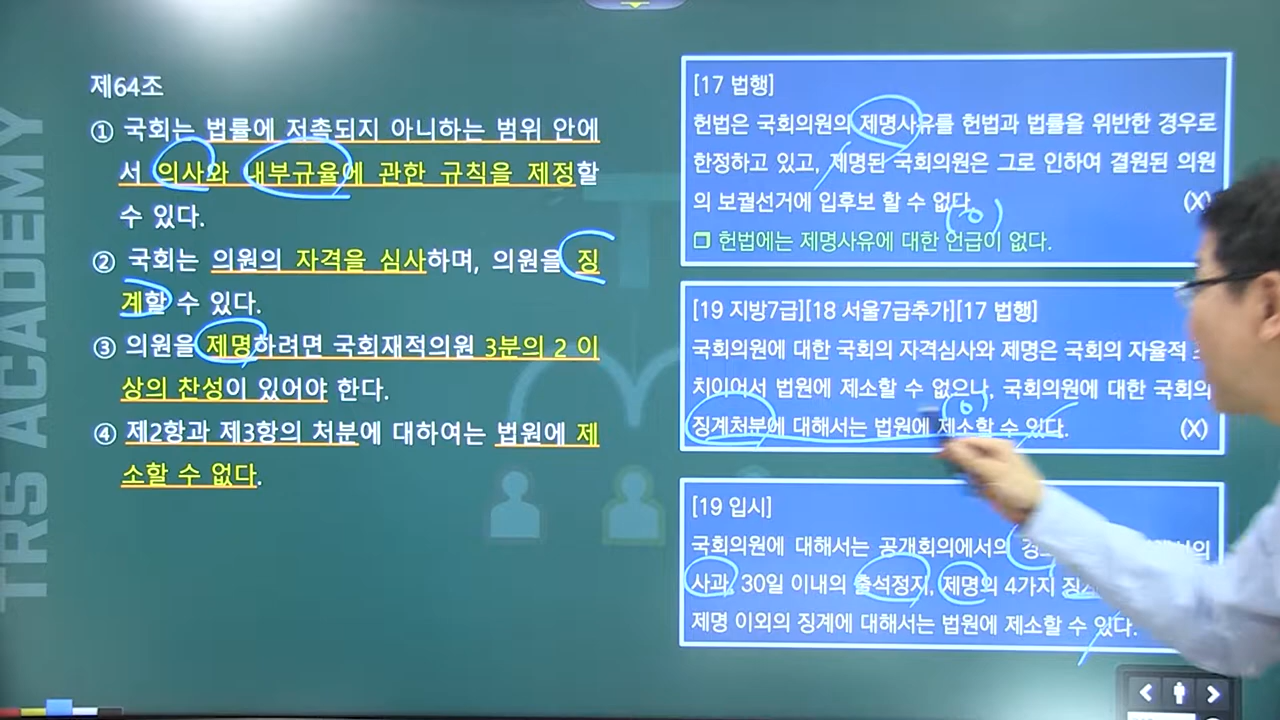 제64조
① 국회는 법률에 저촉되지 아니하는 범위 안에
서 의사와 내부규율에 관한 규칙을 제정할
수 있다.
② 국회는 의원의 자격을 심사하며, 의원을 징
계할 수 있다.
③ 의원을 제명하려면 국회재적의원 3분의 2 이
상의 찬성이 있어야 한다.
④ 제2항과 제3항의 처분에 대하여는 법원에 제
소할 수 없다.
[17 법행]
헌법은 국회의원의 제명사유를 헌법과 법률을 위반한 경우로
한정하고 있고, 제명된 국회의원은 그로 인하여 결원된 의원
의 보궐선거에 입후보 할 수 없다. (X)
(o)
❒ 헌법에는 제명사유에 대한 언급이 없다.
[19 지방7급][18 서울7급추가][17 법행]
국회의원에 대한 국회의 자격심사와 제명은 국회의 자율적
치이어서 법원에 제소할 수 없으나, 국회의원에 대한 국회의
(o)
징계처분에 대해서는 법원에 제소할 수 있다. (X)
[19 입시]
국회의원에 대해서는 공개회의에서의
사과, 30일 이내의 출석정지, 제명의 4가지
제명 이외의 징계에 대해서는 법원에 제소할 수 있다.
TRS ACADEMY